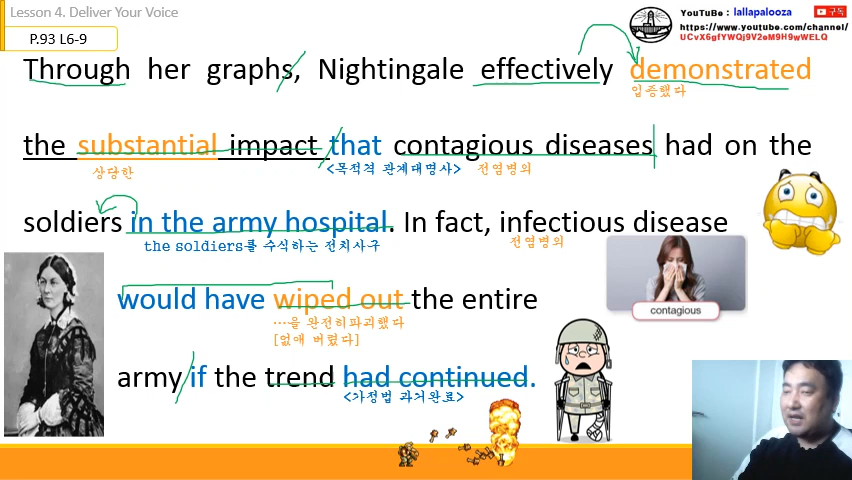 Lesson 4. Deliver Your Voice
P.93 L6-9
YouTuBe : lallapalooza
구독
https://www.youtube.com/channel/
UCvX6gfYWQj9V2eM9H9wWELQ
Through her graphs, Nightingale effectively demonstrated
입증했다
the substantial impact that contagious diseases had on the
상당한 <목적격 관계대명사> 전염병의
soldiers in the army hospital. In fact, infectious disease
the soldiers를 수식하는 전치사구 전염병의
contagious
would have wiped out the entire
....을 완전히파괴했다
[없애 버렸다]
army if the trend had continued.
<가정법 과거완료>